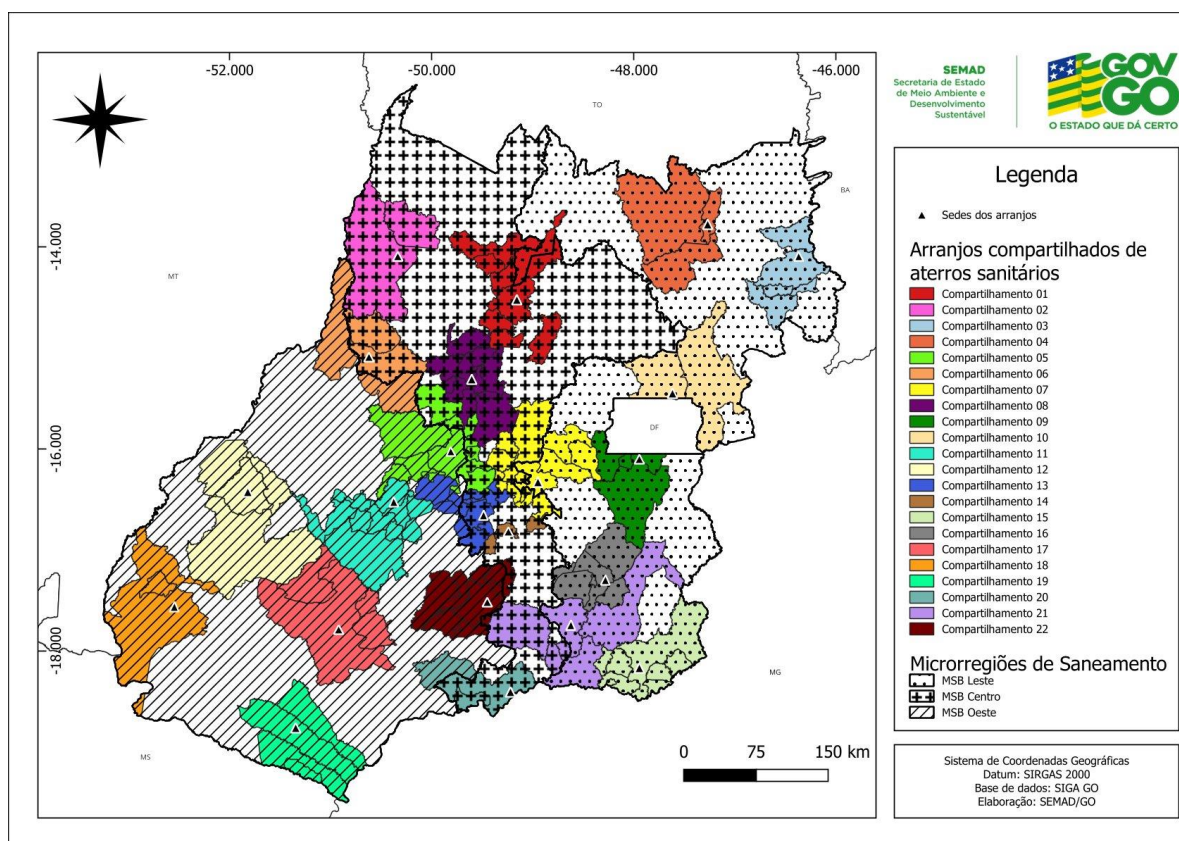 -52.000
-50.000
-48.000
-46.000
-14.000
-16.000
-18.000
-14.000
-16.000
-18.000
TO
BA
MT
DF
MG
MS
0 75 150 km
SEMAD
Secretaria de Estado
de Meio Ambiente e
Desenvolvimento
Sustentável
GOV
GO
O ESTADO QUE DÁ CERTO
Legenda
Sedes dos arranjos
Arranjos compartilhados de
aterros sanitários
Compartilhamento 01
Compartilhamento 02
Compartilhamento 03
Compartilhamento 04
Compartilhamento 05
Compartilhamento 06
Compartilhamento 07
Compartilhamento 08
Compartilhamento 09
Compartilhamento 10
Compartilhamento 11
Compartilhamento 12
Compartilhamento 13
Compartilhamento 14
Compartilhamento 15
Compartilhamento 16
Compartilhamento 17
Compartilhamento 18
Compartilhamento 19
Compartilhamento 20
Compartilhamento 21
Compartilhamento 22
Microrregiões de Saneamento
MSB Leste
MSB Centro
MSB Oeste
Sistema de Coordenadas Geográficas
Datum: SIRGAS 2000
Base de dados: SIGA GO
Elaboração: SEMAD/GO